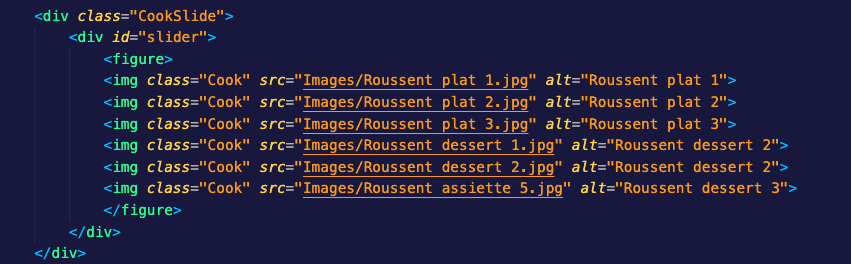 <div class="CookSlide">
<div id="slider">
<figure>
<img class="Cook" src="Images/Roussent plat 1.jpg" alt="Roussent plat 1">
<img class="Cook" src="Images/Roussent plat 2.jpg" alt="Roussent plat 2">
<img class="Cook" src="Images/Roussent plat 3.jpg" alt="Roussent plat 3">
<img class="Cook" src="Images/Roussent dessert 1.jpg" alt="Roussent dessert 2">
<img class="Cook" src="Images/Roussent dessert 2.jpg" alt="Roussent dessert 2">
<img class="Cook" src="Images/Roussent assiette 5.jpg" alt="Roussent dessert 3">
</figure>
</div>
</div>